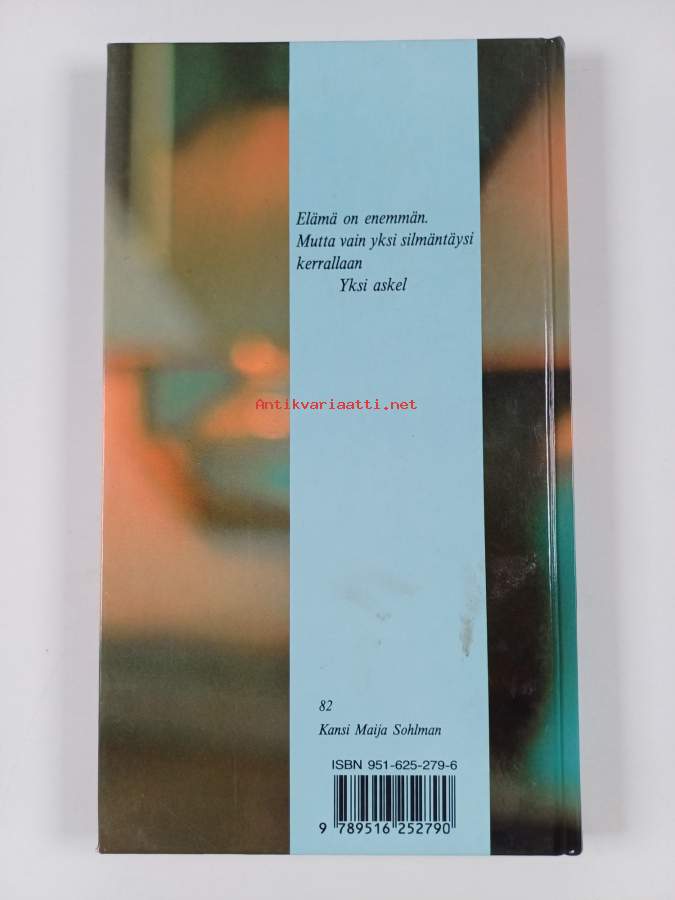 Elämä on enemmän.
Mutta vain yksi silmäntäysi
kerrallaan
Yksi askel
Antikvariaatti.net
82
Kansi Maija Sohlman
ISBN 951-625-279-6
9 789516 252790